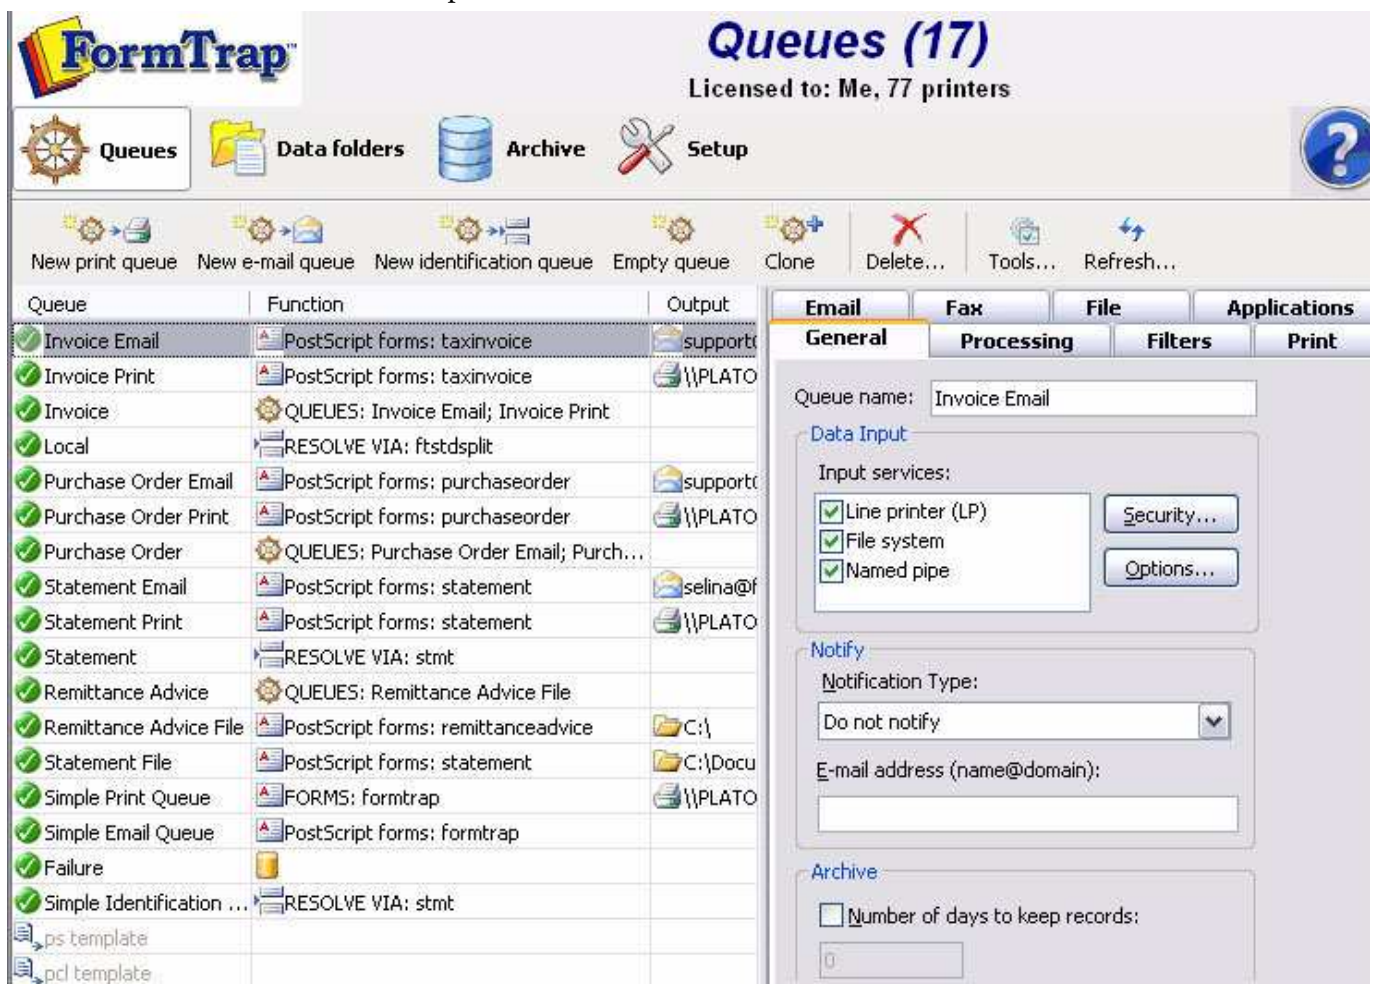 FormTrap™
Queues (17)
Licensed to: Me, 77 printers
Queues Data folders Archive Setup
New print queue New e-mail queue New identification queue Empty queue Clone Delete... Tools... Refresh...
Queue Function Output
Invoice Email PostScript forms: taxinvoice
Invoice Print PostScript forms: taxinvoice \\PLATO
Invoice QUEUES: Invoice Email; Invoice Print
Local RESOLVE VIA: ftstdsplit
Purchase Order Email PostScript forms: purchaseorder
Purchase Order Print PostScript forms: purchaseorder \\PLATO
Purchase Order QUEUES: Purchase Order Email; Purch...
Statement Email PostScript forms: statement
Statement Print PostScript forms: statement \\PLATO
Statement RESOLVE VIA: stmt
Remittance Advice QUEUES: Remittance Advice File
Remittance Advice File PostScript forms: remittanceadvice C:\
Statement File PostScript forms: statement C:\Docu
Simple Print Queue FORMS: formtrap \\PLATO
Simple Email Queue PostScript forms: formtrap
Failure
Simple Identification ... RESOLVE VIA: stmt
ps template
pcl template
Email Fax File Applications
General Processing Filters Print
Queue name: Invoice Email
Data Input
Input services:
Line printer (LP)
File system
Named pipe
Security...
Options...
Notify
Notification Type:
Do not notify
E-mail address (name@domain):
Archive
Number of days to keep records:
0